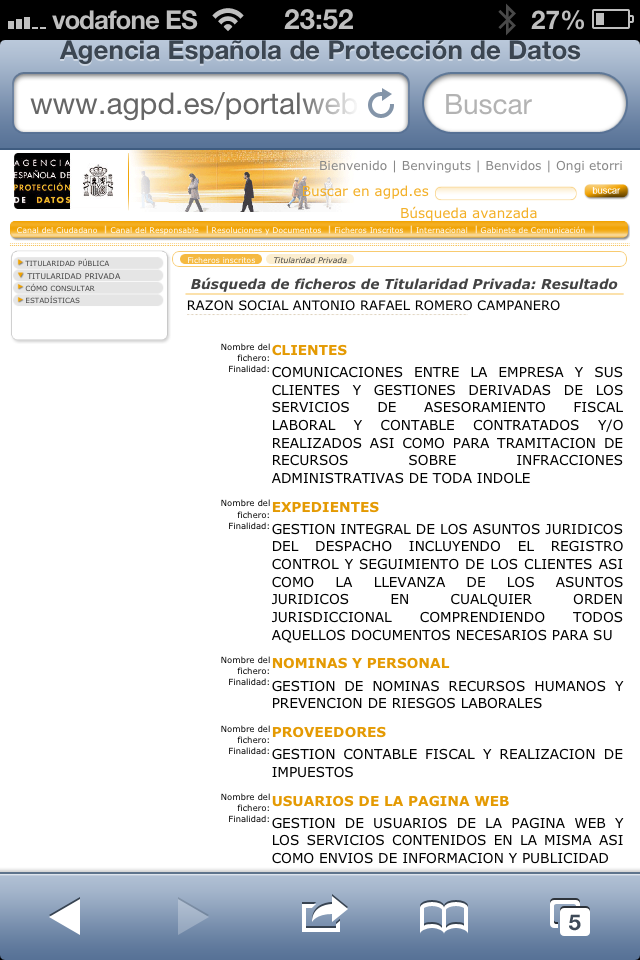 vodafone ES 23:52 27%
Agencia Española de Protección de Datos
www.agpd.es/portalweb Buscar
AGENCIA
ESPAÑOLA DE
PROTECCIÓN
DE DATOS
Bienvenido | Benvinguts | Benvidos | Ongi etorri
Buscar en agpd.es buscar
Búsqueda avanzada
Canal del Ciudadano | Canal del Responsable | Resoluciones y Documentos | Ficheros Inscritos | Internacional | Gabinete de Comunicación |
TITULARIDAD PÚBLICA
TITULARIDAD PRIVADA
CÓMO CONSULTAR
ESTADÍSTICAS
Ficheros inscritos Titularidad Privada
Búsqueda de ficheros de Titularidad Privada: Resultado
RAZON SOCIAL ANTONIO RAFAEL ROMERO CAMPANERO
Nombre del fichero: CLIENTES
Finalidad: COMUNICACIONES ENTRE LA EMPRESA Y SUS
CLIENTES Y GESTIONES DERIVADAS DE LOS
SERVICIOS DE ASESORAMIENTO FISCAL
LABORAL Y CONTABLE CONTRATADOS Y/O
REALIZADOS ASI COMO PARA TRAMITACION DE
RECURSOS SOBRE INFRACCIONES
ADMINISTRATIVAS DE TODA INDOLE
Nombre del fichero: EXPEDIENTES
Finalidad: GESTION INTEGRAL DE LOS ASUNTOS JURIDICOS
DEL DESPACHO INCLUYENDO EL REGISTRO
CONTROL Y SEGUIMIENTO DE LOS CLIENTES ASI
COMO LA LLEVANZA DE LOS ASUNTOS
JURIDICOS EN CUALQUIER ORDEN
JURISDICCIONAL COMPRENDIENDO TODOS
AQUELLOS DOCUMENTOS NECESARIOS PARA SU
Nombre del fichero: NOMINAS Y PERSONAL
Finalidad: GESTION DE NOMINAS RECURSOS HUMANOS Y
PREVENCION DE RIESGOS LABORALES
Nombre del fichero: PROVEEDORES
Finalidad: GESTION CONTABLE FISCAL Y REALIZACION DE
IMPUESTOS
Nombre del fichero: USUARIOS DE LA PAGINA WEB
Finalidad: GESTION DE USUARIOS DE LA PAGINA WEB Y
LOS SERVICIOS CONTENIDOS EN LA MISMA ASI
COMO ENVIOS DE INFORMACION Y PUBLICIDAD
5